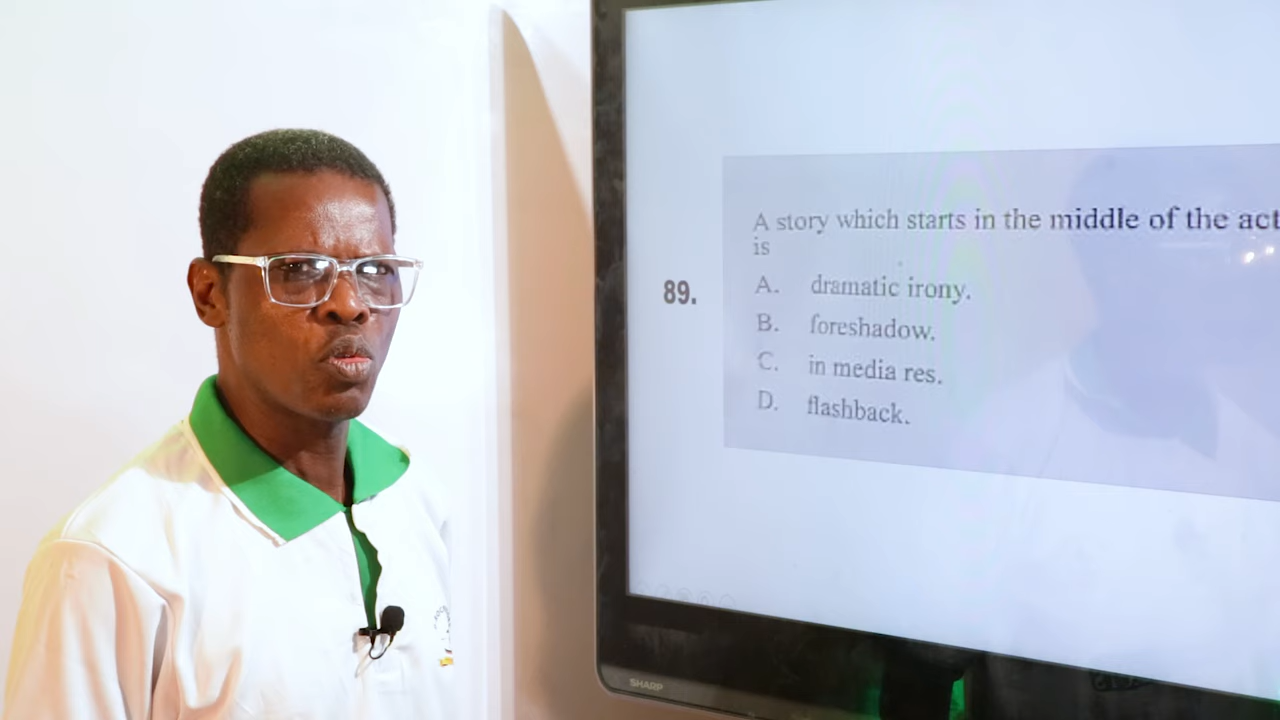 A story which starts in the middle of the act
is
89.
A. dramatic irony.
B. foreshadow.
C. in media res.
D. flashback.
SHARP